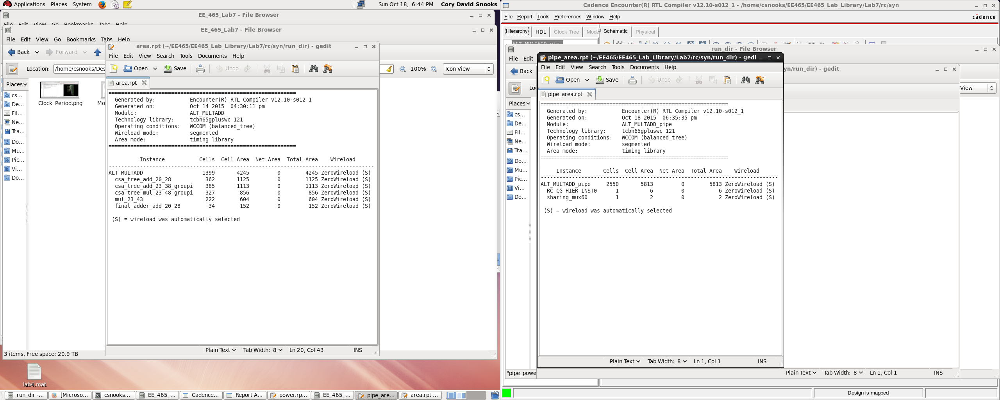 Applications Places System Sun Oct 18, 6:44 PM Cory David Snooks
EE_465_Lab7 - File Browser
File Edit View Go Bookmarks Tabs Help
EE_465_Lab7 - File Browser
File Edit View Go Bookmarks Tabs Help
Back Forward
Location: /home/csnooks/Des
100% Icon View
Places
cs...
De...
Fil...
Ne...
Tra...
Do...
Mu...
Pic...
Vi...
Do...
Clock_Period.png
Mo
3 items, Free space: 20.9 TB
area.rpt (~/EE465/EE465_Lab_Library/Lab7/rc/syn/run_dir) - gedit
File Edit View Search Tools Documents Help
Open Save Undo
area.rpt
============================================================
Generated by: Encounter(R) RTL Compiler v12.10-s012_1
Generated on: Oct 14 2015 04:30:11 pm
Module: ALT_MULTADD
Technology library: tcbn65gpluswc 121
Operating conditions: WCCOM (balanced_tree)
Wireload mode: segmented
Area mode: timing library
============================================================
Instance Cells Cell Area Net Area Total Area Wireload
-------------------------------------------------------------------------------------
ALT_MULTADD 1399 4245 0 4245 ZeroWireload (S)
csa_tree_add_20_28 362 1125 0 1125 ZeroWireload (S)
csa_tree_add_23_38_groupi 385 1113 0 1113 ZeroWireload (S)
csa_tree_mul_23_48_groupi 327 856 0 856 ZeroWireload (S)
mul_23_43 222 604 0 604 ZeroWireload (S)
final_adder_add_20_28 34 152 0 152 ZeroWireload (S)
(S) = wireload was automatically selected
Plain Text Tab Width: 8 Ln 20, Col 43 INS
lab4.mat
run_dir -... [Microso... csnooks... EE_465_... Cadence... Report A... power.rp... EE_465_... pipe_are... area.rpt ...
Cadence Encounter(R) RTL Compiler v12.10-s012_1 - /home/csnooks/EE465/EE465_Lab_Library/Lab7/rc/syn
File Report Tools Preferences Window Help cādence
Hierarchy HDL Clock Tree Mode Schematic Physical
ALT_MULTADD_pipe
run_dir - File Browser
File Edit
Back
Loc
View
Places
cs...
De...
Fil...
Ne...
Tra...
Do...
Mu...
Pic...
Vi...
Do...
"pipe_powe
yn/run_dir) - gedit
Plain Text Tab Width: 8 Ln 1, Col 1 INS
pipe_area.rpt (~/EE465/EE465_Lab_Library/Lab7/rc/syn/run_dir) - gedi
File Edit View Search Tools Documents Help
Open Save Undo
pipe_area.rpt
============================================================
Generated by: Encounter(R) RTL Compiler v12.10-s012_1
Generated on: Oct 18 2015 06:35:35 pm
Module: ALT_MULTADD_pipe
Technology library: tcbn65gpluswc 121
Operating conditions: WCCOM (balanced_tree)
Wireload mode: segmented
Area mode: timing library
============================================================
Instance Cells Cell Area Net Area Total Area Wireload
----------------------------------------------------------------------------
ALT_MULTADD_pipe 2550 5813 0 5813 ZeroWireload (S)
RC_CG_HIER_INST0 1 6 0 6 ZeroWireload (S)
sharing_mux60 1 2 0 2 ZeroWireload (S)
(S) = wireload was automatically selected
Plain Text Tab Width: 8 Ln 1, Col 1 INS
Design is mapped